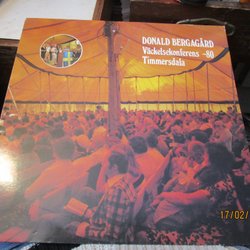 DONALD BERGAGÅRD
Väckelsekonferens -80
Timmersdala
17/02/